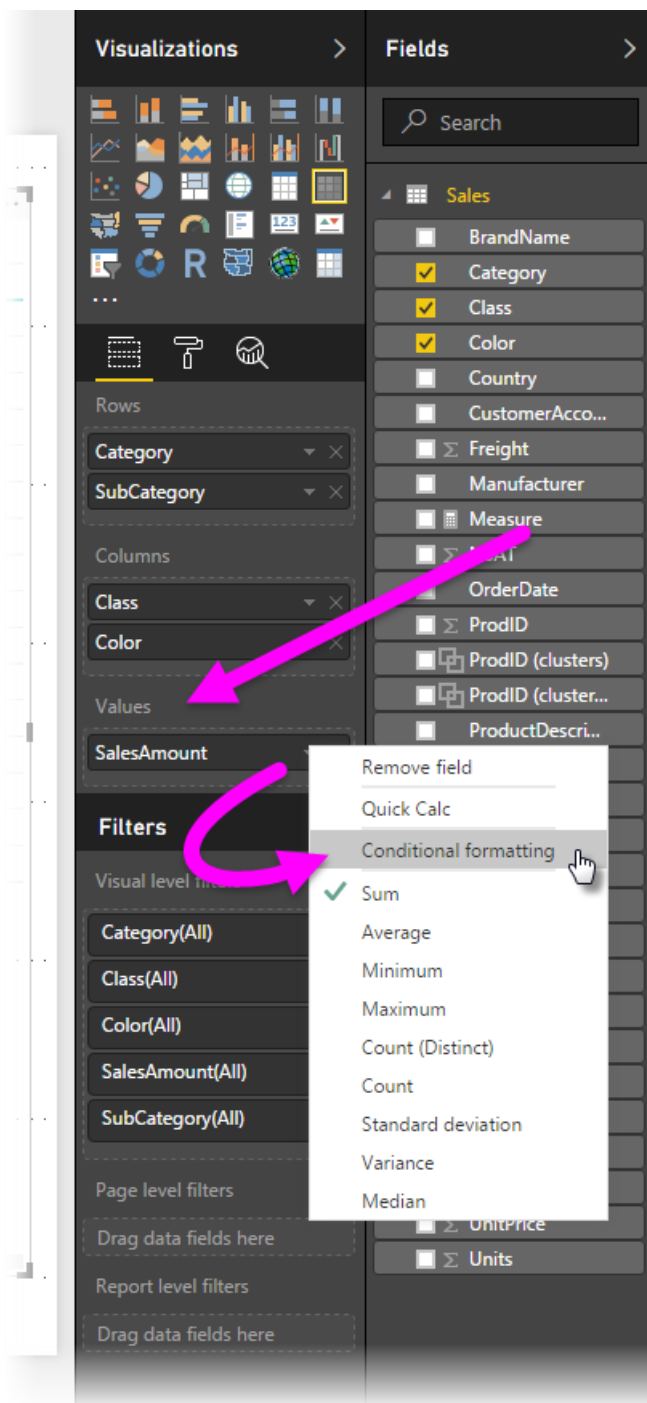 Visualizations
Rows
Category
SubCategory
Columns
Class
Color
Values
SalesAmount
Filters
Visual level filters
Category(All)
Class(All)
Color(All)
SalesAmount(All)
SubCategory(All)
Page level filters
Drag data fields here
Report level filters
Drag data fields here
123
R
Fields
Search
Sales
BrandName
Category
Class
Color
Country
CustomerAcco...
Σ Freight
Manufacturer
Measure
Σ
OrderDate
Σ ProdID
ProdID (clusters)
ProdID (cluster...
ProductDescri...
Remove field
Quick Calc
Conditional formatting
Sum
Average
Minimum
Maximum
Count (Distinct)
Count
Standard deviation
Variance
Median
Σ UnitPrice
Σ Units